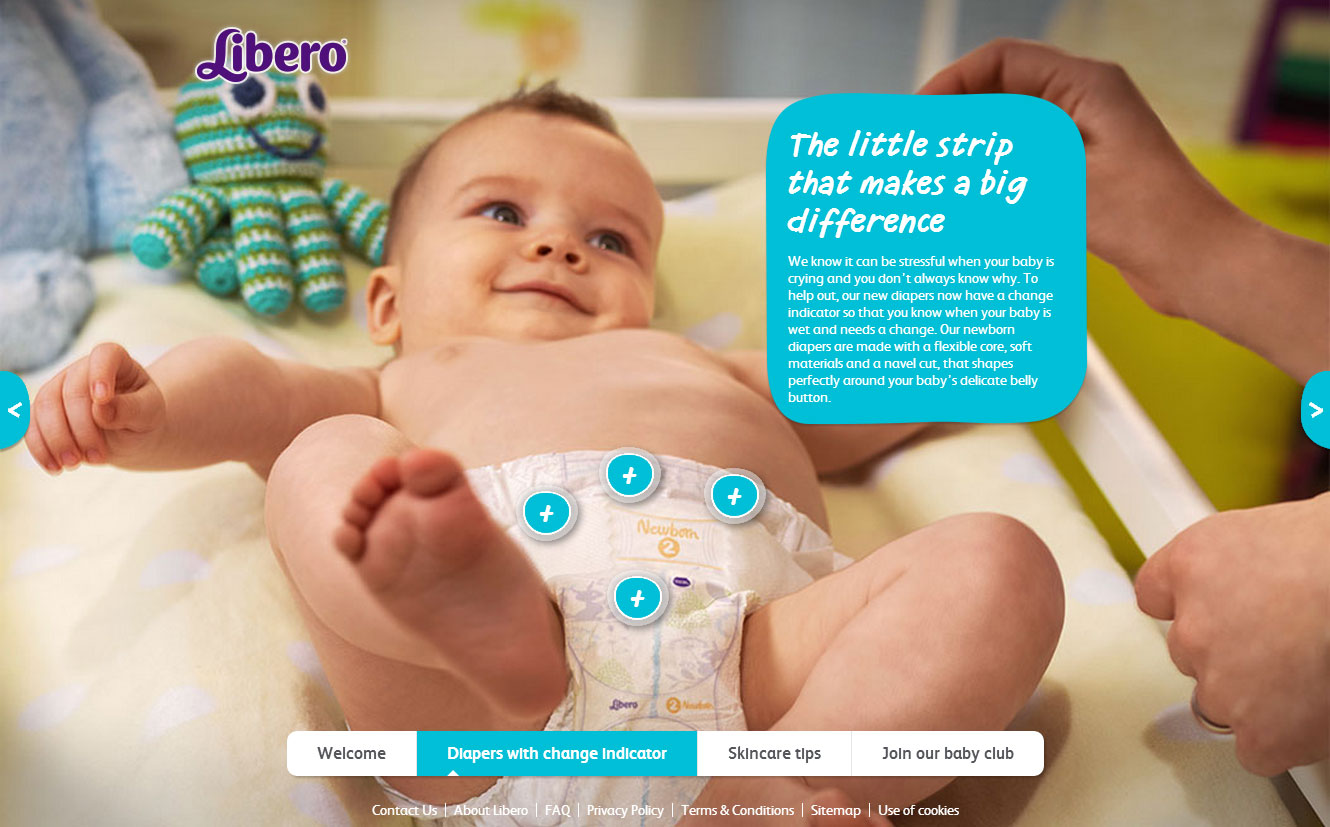 Libero
The little strip
that makes a big
difference
We know it can be stressful when your baby is
crying and you don't always know why. To
help out, our new diapers now have a change
indicator so that you know when your baby is
wet and needs a change. Our newborn
diapers are made with a flexible core, soft
materials and a navel cut, that shapes
perfectly around your baby's delicate belly
button.
<
>
+
+
+
Newborn
2
+
Libero
2 Newborn
Welcome
Diapers with change indicator
Skincare tips
Join our baby club
Contact Us | About Libero | FAQ | Privacy Policy | Terms & Conditions | Sitemap | Use of cookies